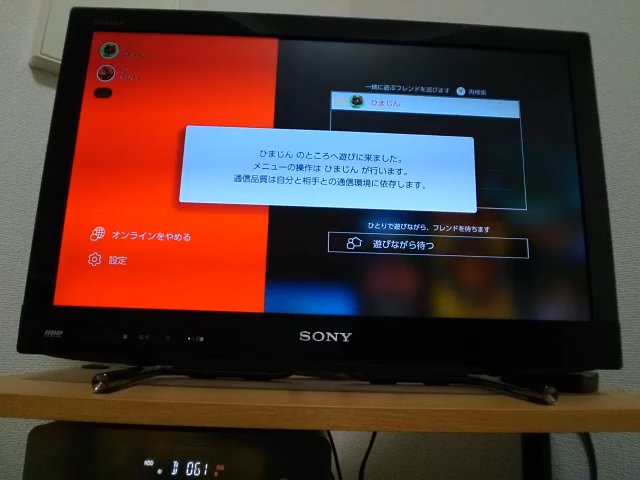 BRAVIA
一緒に遊ぶフレンドを選びます
再検索
ひまじん
ひまじん のところへ遊びに来ました。
メニューの操作は ひまじん が行います。
通信品質は自分と相手との通信環境に依存します。
ひとりで遊びながら、フレンドを待ちます
遊びながら待つ
オンラインをやめる
設定
SONY
HDD
D 061